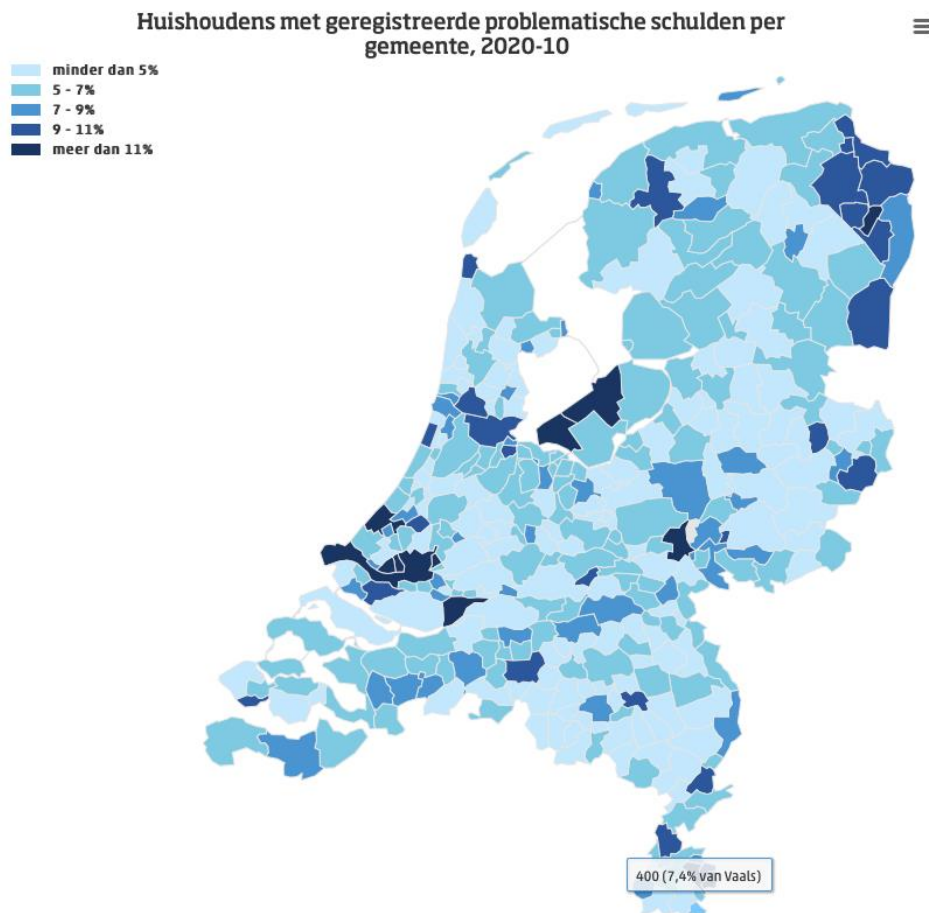 Huishoudens met geregistreerde problematische schulden per
gemeente, 2020-10
minder dan 5%
5 - 7%
7 - 9%
9 - 11%
meer dan 11%
400 (7,4% van Vaals)